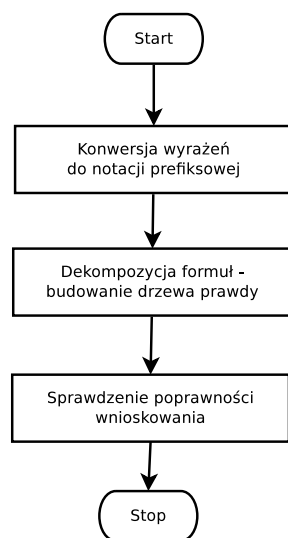 Start
Konwersja wyrażeń
do notacji prefiksowej
Dekompozycja formuł -
budowanie drzewa prawdy
Sprawdzenie poprawności
wnioskowania
Stop